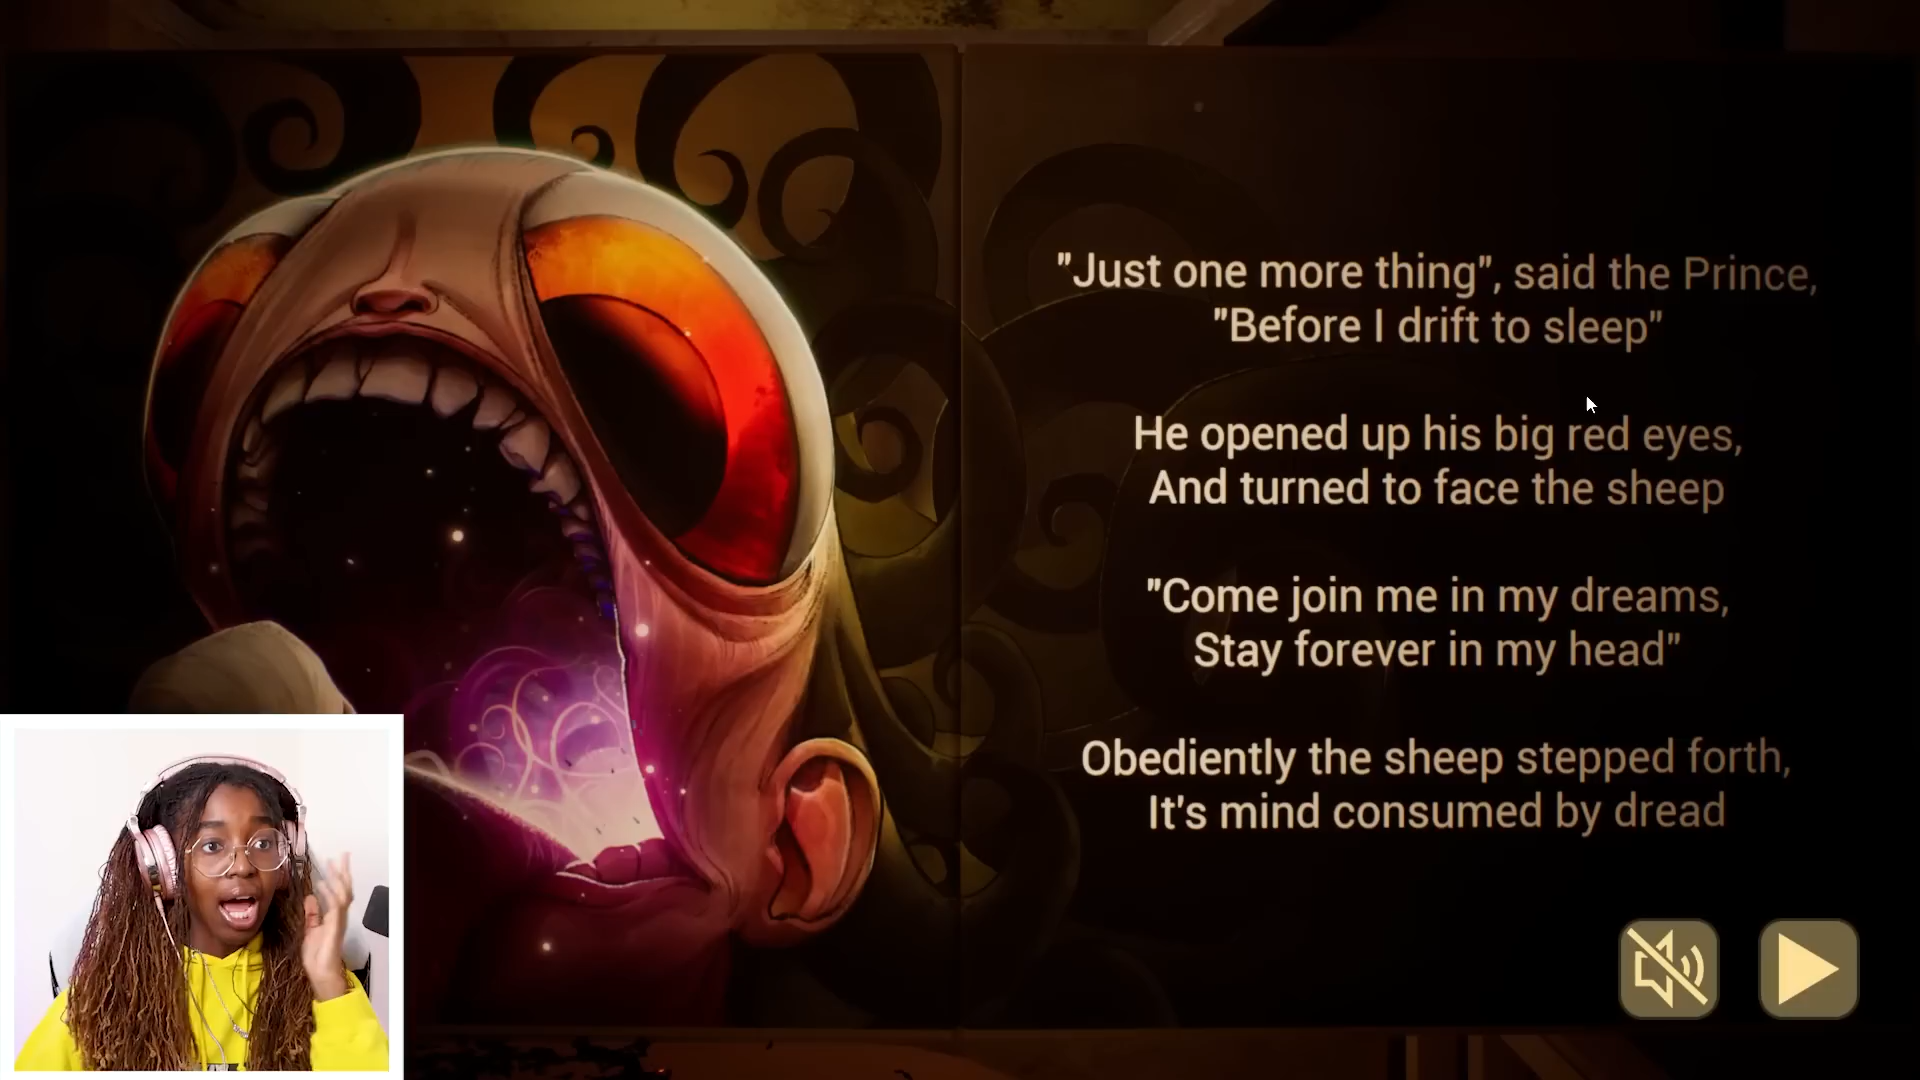 "Just one more thing", said the Prince,
"Before I drift to sleep"
He opened up his big red eyes,
And turned to face the sheep
"Come join me in my dreams,
Stay forever in my head"
Obediently the sheep stepped forth,
It's mind consumed by dread